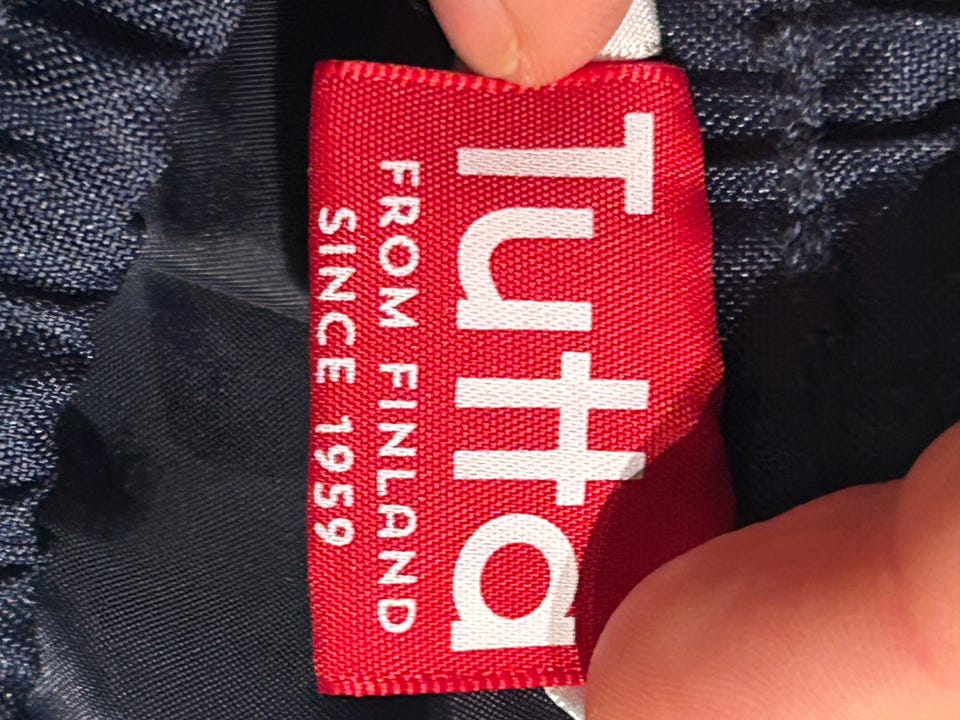 Tutta
FROM FINLAND
SINCE 1959